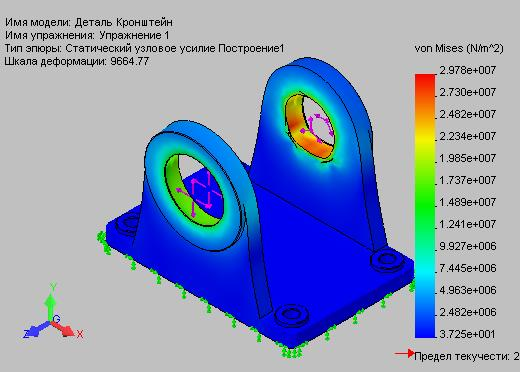 Имя модели: Деталь Кронштейн
Имя упражнения: Упражнение 1
Тип эпюры: Статический узловое усилие Построение1
Шкала деформации: 9664.77
von Mises (N/m^2)
2.978e+007
2.730e+007
2.482e+007
2.234e+007
1.985e+007
1.737e+007
1.489e+007
1.241e+007
9.927e+006
7.445e+006
4.963e+006
2.482e+006
3.725e+001
Предел текучести: 2
Y
G
Z
X